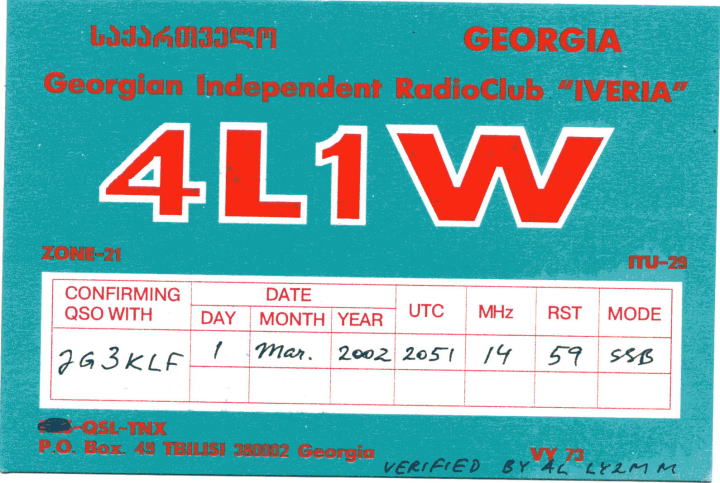 საქართველო GEORGIA
Georgian Independent RadioClub "IVERIA"
4L1W
ZONE-21 ITU-29
CONFIRMING QSO WITH DATE UTC MHz RST MODE
DAY MONTH YEAR
JG3KLF 1 Mar. 2002 2051 14 59 SSB
-QSL-TNX
P.O. Box. 49 TBILISI 380002 Georgia VY 73
VERIFIED BY AL LY2MM